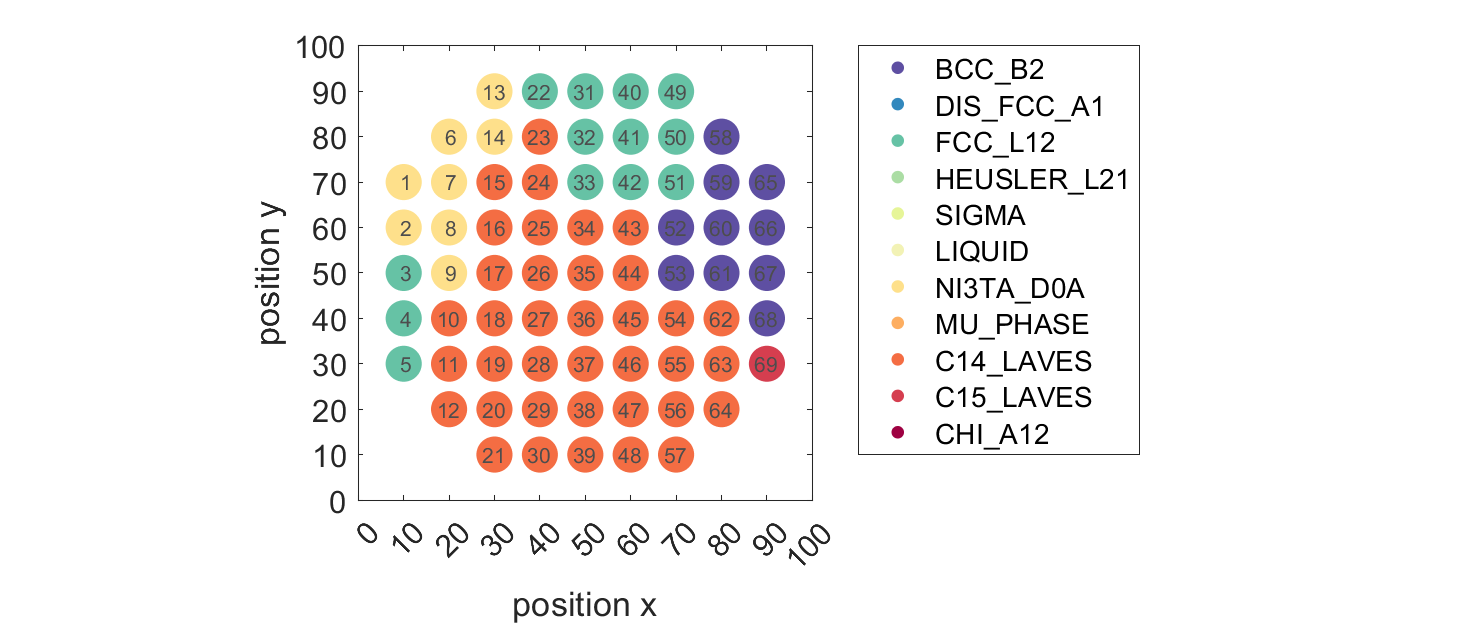 100
90
80
70
60
50
40
30
20
10
0
position y
13 22 31 40 49
6 14 23 32 41 50 58
1 7 15 24 33 42 51 59 65
2 8 16 25 34 43 52 60 66
3 9 17 26 35 44 53 61 67
4 10 18 27 36 45 54 62 68
5 11 19 28 37 46 55 63 69
12 20 29 38 47 56 64
21 30 39 48 57
0 10 20 30 40 50 60 70 80 90 100
position x
BCC_B2
DIS_FCC_A1
FCC_L12
HEUSLER_L21
SIGMA
LIQUID
NI3TA_D0A
MU_PHASE
C14_LAVES
C15_LAVES
CHI_A12